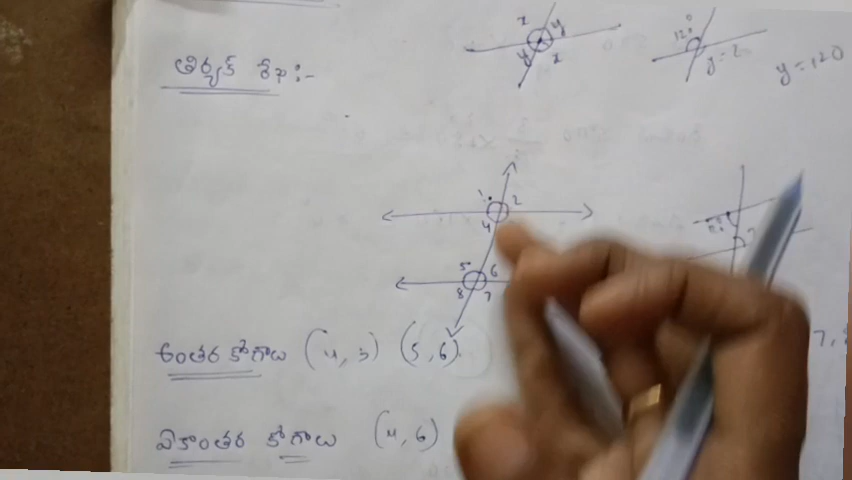 x y
y x
120°
y = ?
y = 120
తిర్యక్ రేఖ:-
1 2
4
5 6
8 7
అంతర కోణాలు (4, 3) (5, 6)
ఏకాంతర కోణాలు (4, 6)